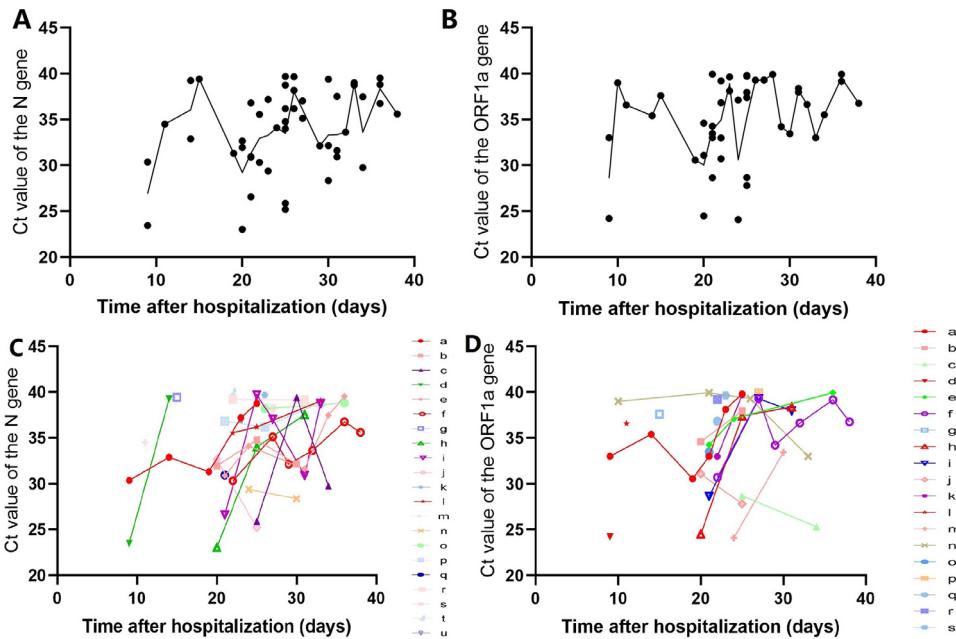 A
Ct value of the N gene
45
40
35
30
25
20
0
10
20
30
40
Time after hospitalization (days)
B
Ct value of the ORF1a gene
45
40
35
30
25
20
0
10
20
30
40
Time after hospitalization (days)
C
Ct value of the N gene
45
40
35
30
25
20
0
10
20
30
40
Time after hospitalization (days)
a
b
c
d
e
f
g
h
i
j
k
l
m
n
o
p
q
r
s
t
u
D
Ct value of the ORF1a gene
45
40
35
30
25
20
0
10
20
30
40
Time after hospitalization (days)
a
b
c
d
e
f
g
h
i
j
k
l
m
n
o
p
q
r
s